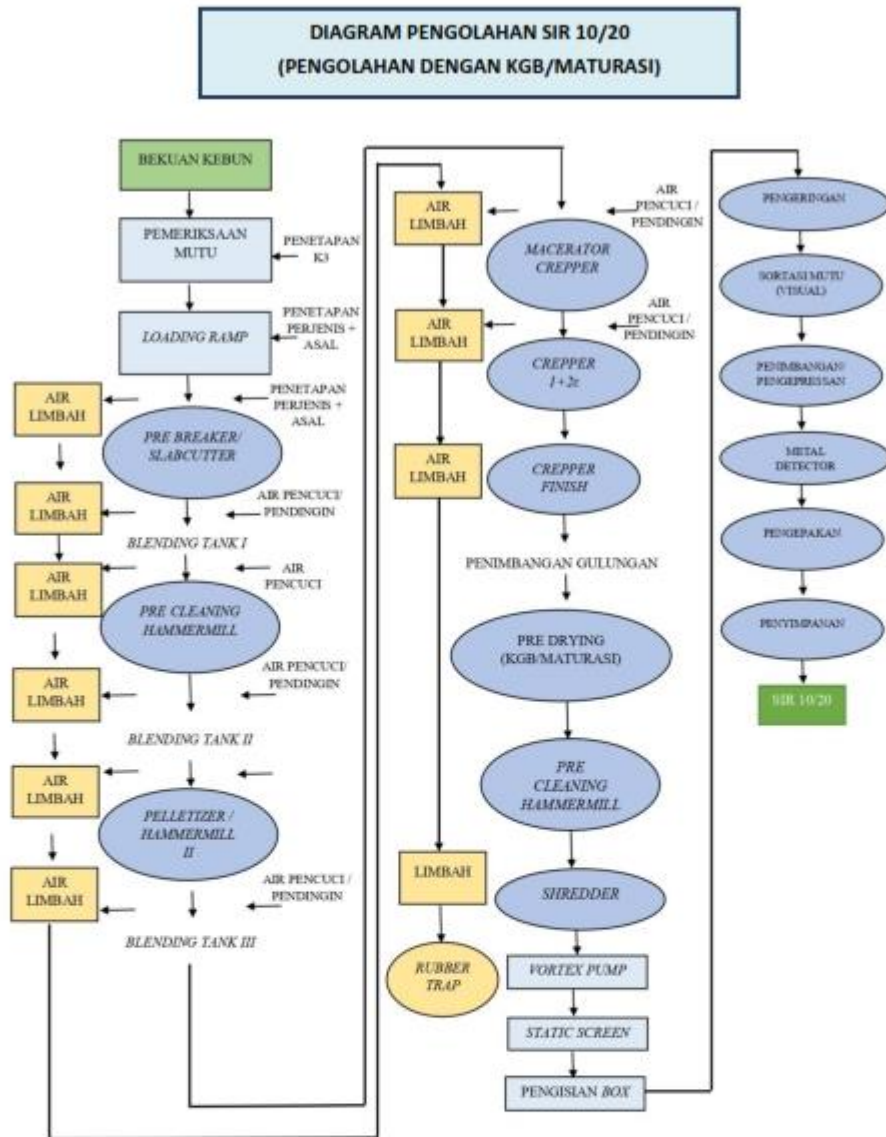 DIAGRAM PENGOLAHAN SIR 10/20
(PENGOLAHAN DENGAN KGB/MATURASI)
BEKUAN KEBUN
PEMERIKSAAN
MUTU
PENETAPAN
K3
LOADING RAMP
PENETAPAN
PERJENIS +
ASAL
AIR
LIMBAH
PENETAPAN
PERJENIS +
ASAL
PRE BREAKER/
SLABCUTTER
AIR
LIMBAH
AIR PENCUCI/
PENDINGIN
BLENDING TANK I
AIR
LIMBAH
AIR
PENCUCI
PRE CLEANING
HAMMERMILL
AIR
LIMBAH
AIR PENCUCI/
PENDINGIN
BLENDING TANK II
AIR
LIMBAH
PELLETIZER /
HAMMERMILL
II
AIR
LIMBAH
AIR PENCUCI /
PENDINGIN
BLENDING TANK III
AIR
LIMBAH
AIR
PENCUCI /
PENDINGIN
MACERATOR
CREPPER
AIR
LIMBAH
AIR
PENCUCI /
PENDINGIN
CREPPER
AIR
LIMBAH
CREPPER
FINISH
PENIMBANGAN GULUNGAN
PRE DRYING
(KGB/MATURASI)
PRE
CLEANING
HAMMERMILL
LIMBAH
SHREDDER
RUBBER
TRAP
VORTEX PUMP
STATIC SCREEN
PENGISIAN BOX
PENGERINGAN
SORTASI MUTU
(VISUAL)
PENIMBANGAN/
PENGEPRESSAN
METAL
DETECTOR
PENGEPAKAN
PENYIMPANAN
SIR 10/20